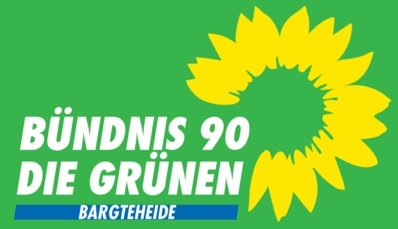 BÜNDNIS 90
DIE GRÜNEN
BARGTEHEIDE